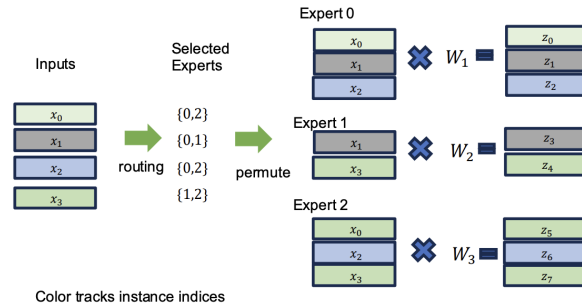 Inputs
x₀
x₁
x₂
x₃
routing
Selected
Experts
{0,2}
{0,1}
{0,2}
{1,2}
permute
Expert 0
x₀
x₁
x₂
W₁
z₀
z₁
z₂
Expert 1
x₁
x₃
W₂
z₃
z₄
Expert 2
x₀
x₂
x₃
W₃
z₅
z₆
z₇
Color tracks instance indices